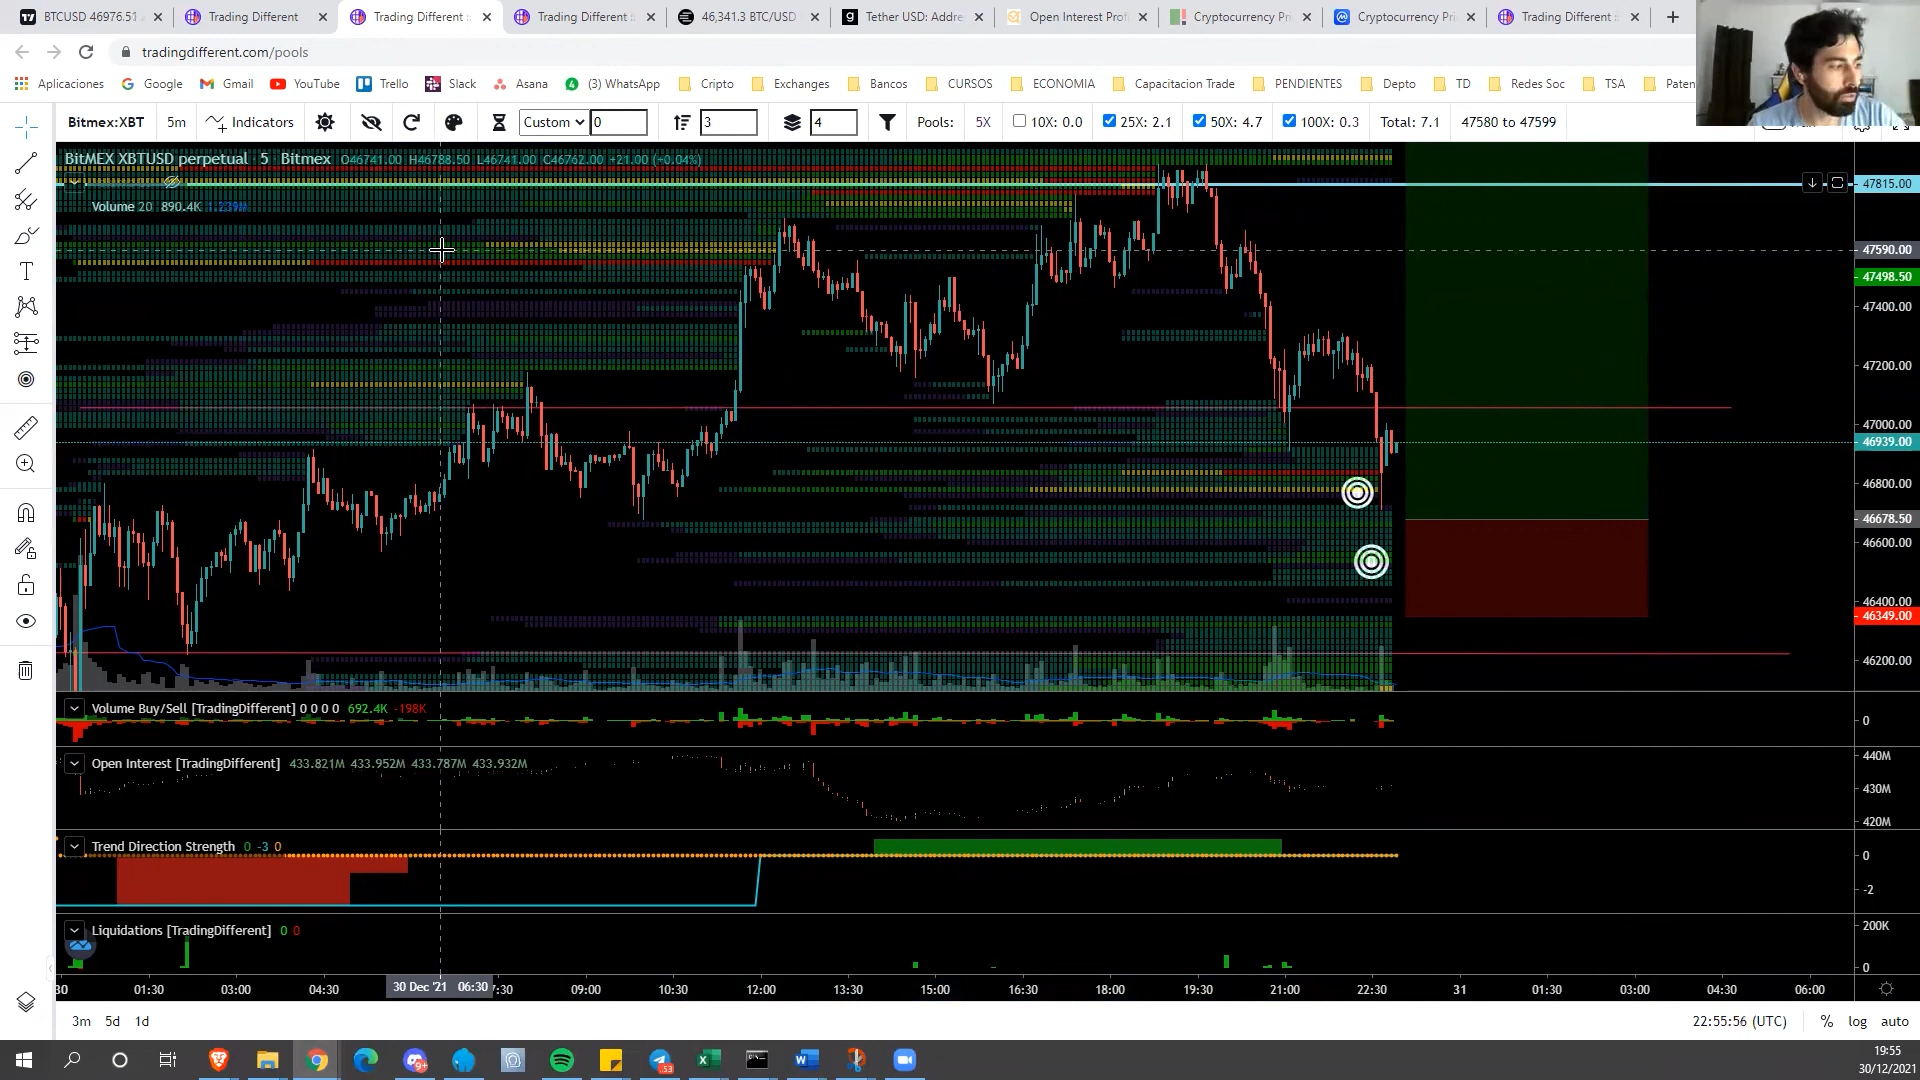 BTCUSD 46976.51
Trading Different
Trading Different :
Trading Different :
46,341.3 BTC/USD
Tether USD: Addre
Open Interest Prof
Cryptocurrency Pri
Cryptocurrency Pri
Trading Different :
tradingdifferent.com/pools
Aplicaciones
Google
Gmail
YouTube
Trello
Slack
Asana
(3) WhatsApp
Cripto
Exchanges
Bancos
CURSOS
ECONOMIA
Capacitacion Trade
PENDIENTES
Depto
TD
Redes Soc
TSA
Paten
Bitmex:XBT
5m
Indicators
Custom
0
3
4
Pools:
5X
10X: 0.0
25X: 2.1
50X: 4.7
100X: 0.3
Total: 7.1
47580 to 47599
BitMEX XBTUSD perpetual · 5 · Bitmex O46741.00 H46788.50 L46741.00 C46762.00 +21.00 (+0.04%)
Volume 20 890.4K 1.239M
47815.00
47590.00
47498.50
47400.00
47200.00
47000.00
46939.00
46800.00
46678.50
46600.00
46400.00
46349.00
46200.00
Volume Buy/Sell [TradingDifferent] 0 0 0 0 692.4K -198K
0
Open Interest [TradingDifferent] 433.821M 433.952M 433.787M 433.932M
440M
430M
420M
Trend Direction Strength 0 -3 0
0
-2
Liquidations [TradingDifferent] 0 0
200K
0
:30
01:30
03:00
04:30
30 Dec '21 06:30
7:30
09:00
10:30
12:00
13:30
15:00
16:30
18:00
19:30
21:00
22:30
31
01:30
03:00
04:30
06:00
3m 5d 1d
22:55:56 (UTC)
% log auto
19:55
30/12/2021